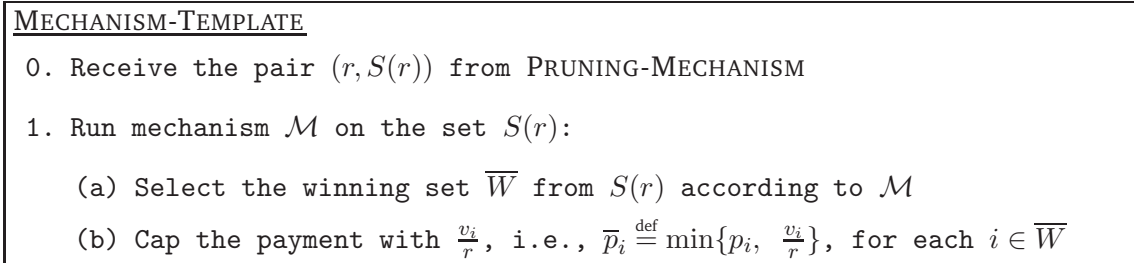 MECHANISM-TEMPLATE
0. Receive the pair (r, S(r)) from PRUNING-MECHANISM
1. Run mechanism ℳ on the set S(r):
(a) Select the winning set W̅ from S(r) according to ℳ
(b) Cap the payment with v_i/r, i.e., p̅_i ≝ min{p_i, v_i/r}, for each i ∈ W̅